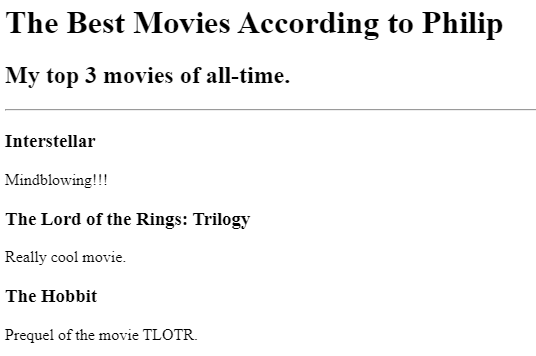 The Best Movies According to Philip
My top 3 movies of all-time.
Interstellar
Mindblowing!!!
The Lord of the Rings: Trilogy
Really cool movie.
The Hobbit
Prequel of the movie TLOTR.